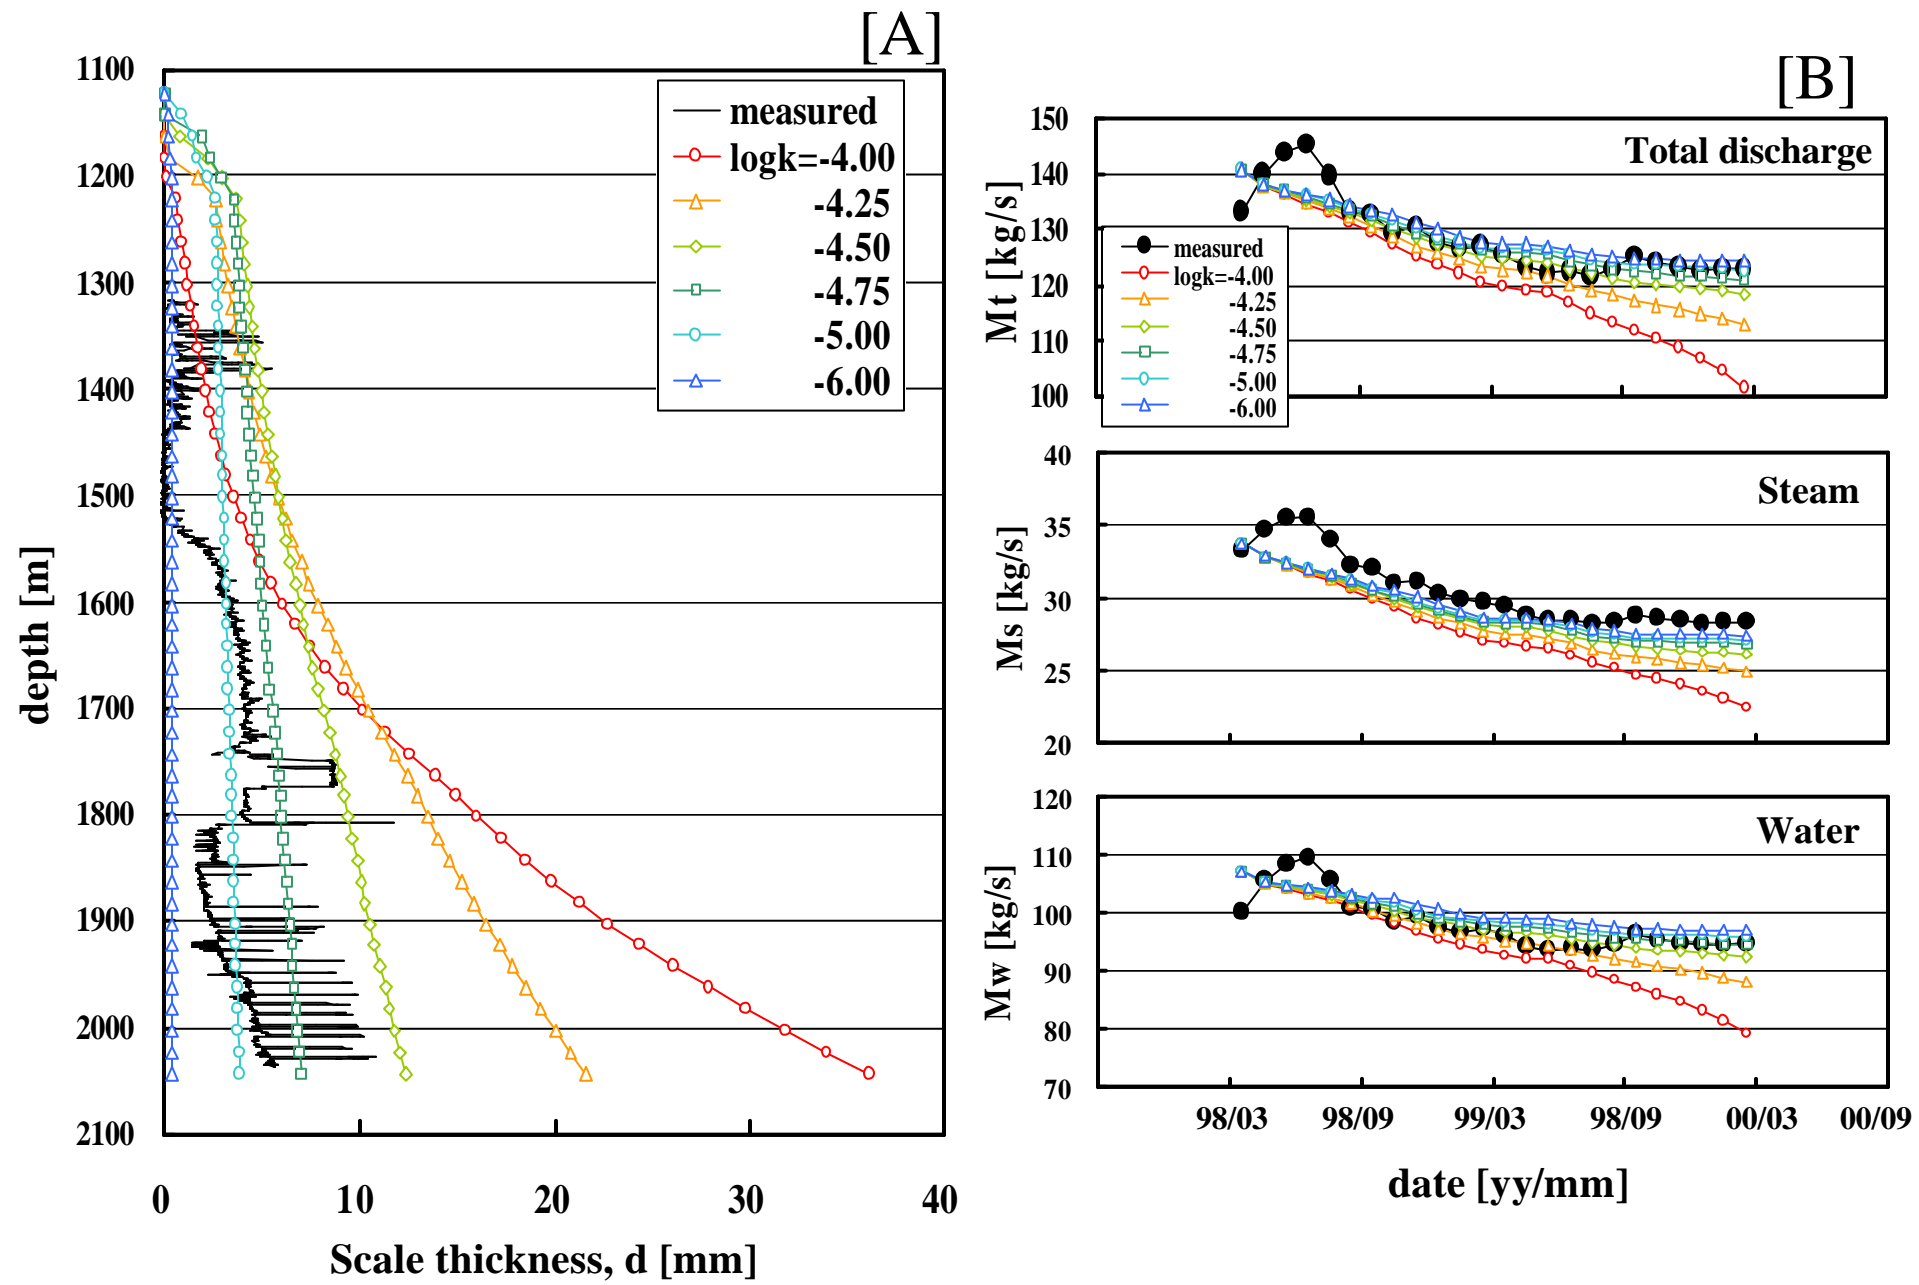 [A]
1100
1200
1300
1400
1500
1600
1700
1800
1900
2000
2100
depth [m]
0 10 20 30 40
Scale thickness, d [mm]
measured
logk=-4.00
-4.25
-4.50
-4.75
-5.00
-6.00
[B]
Total discharge
150
140
130
120
110
100
Mt [kg/s]
measured
logk=-4.00
-4.25
-4.50
-4.75
-5.00
-6.00
Steam
40
35
30
25
20
Ms [kg/s]
Water
120
110
100
90
80
70
Mw [kg/s]
98/03 98/09 99/03 98/09 00/03 00/09
date [yy/mm]